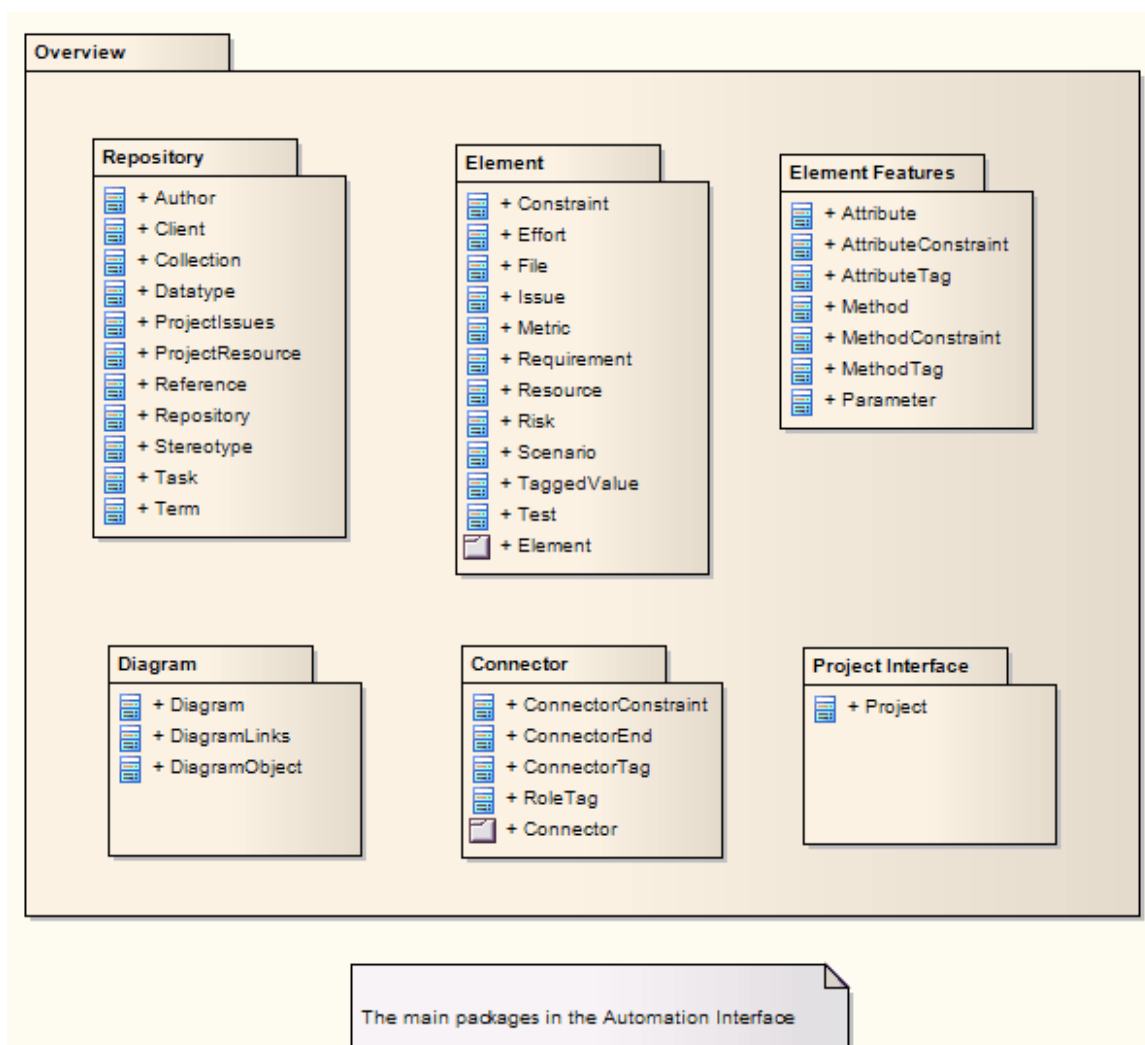 Overview
Repository
+ Author
+ Client
+ Collection
+ Datatype
+ ProjectIssues
+ ProjectResource
+ Reference
+ Repository
+ Stereotype
+ Task
+ Term
Element
+ Constraint
+ Effort
+ File
+ Issue
+ Metric
+ Requirement
+ Resource
+ Risk
+ Scenario
+ TaggedValue
+ Test
+ Element
Element Features
+ Attribute
+ AttributeConstraint
+ AttributeTag
+ Method
+ MethodConstraint
+ MethodTag
+ Parameter
Diagram
+ Diagram
+ DiagramLinks
+ DiagramObject
Connector
+ ConnectorConstraint
+ ConnectorEnd
+ ConnectorTag
+ RoleTag
+ Connector
Project Interface
+ Project
The main packages in the Automation Interface